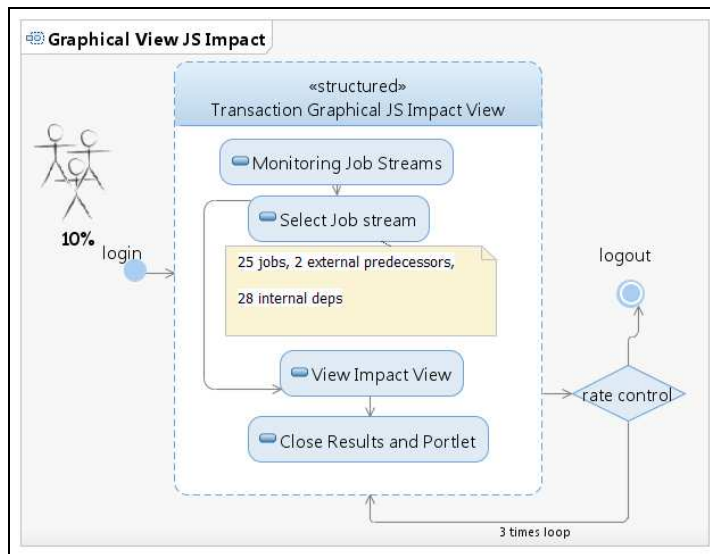 Graphical View JS Impact
«structured»
Transaction Graphical JS Impact View
Monitoring Job Streams
Select Job stream
10%
login
25 jobs, 2 external predecessors,
28 internal deps
logout
View Impact View
rate control
Close Results and Portlet
3 times loop